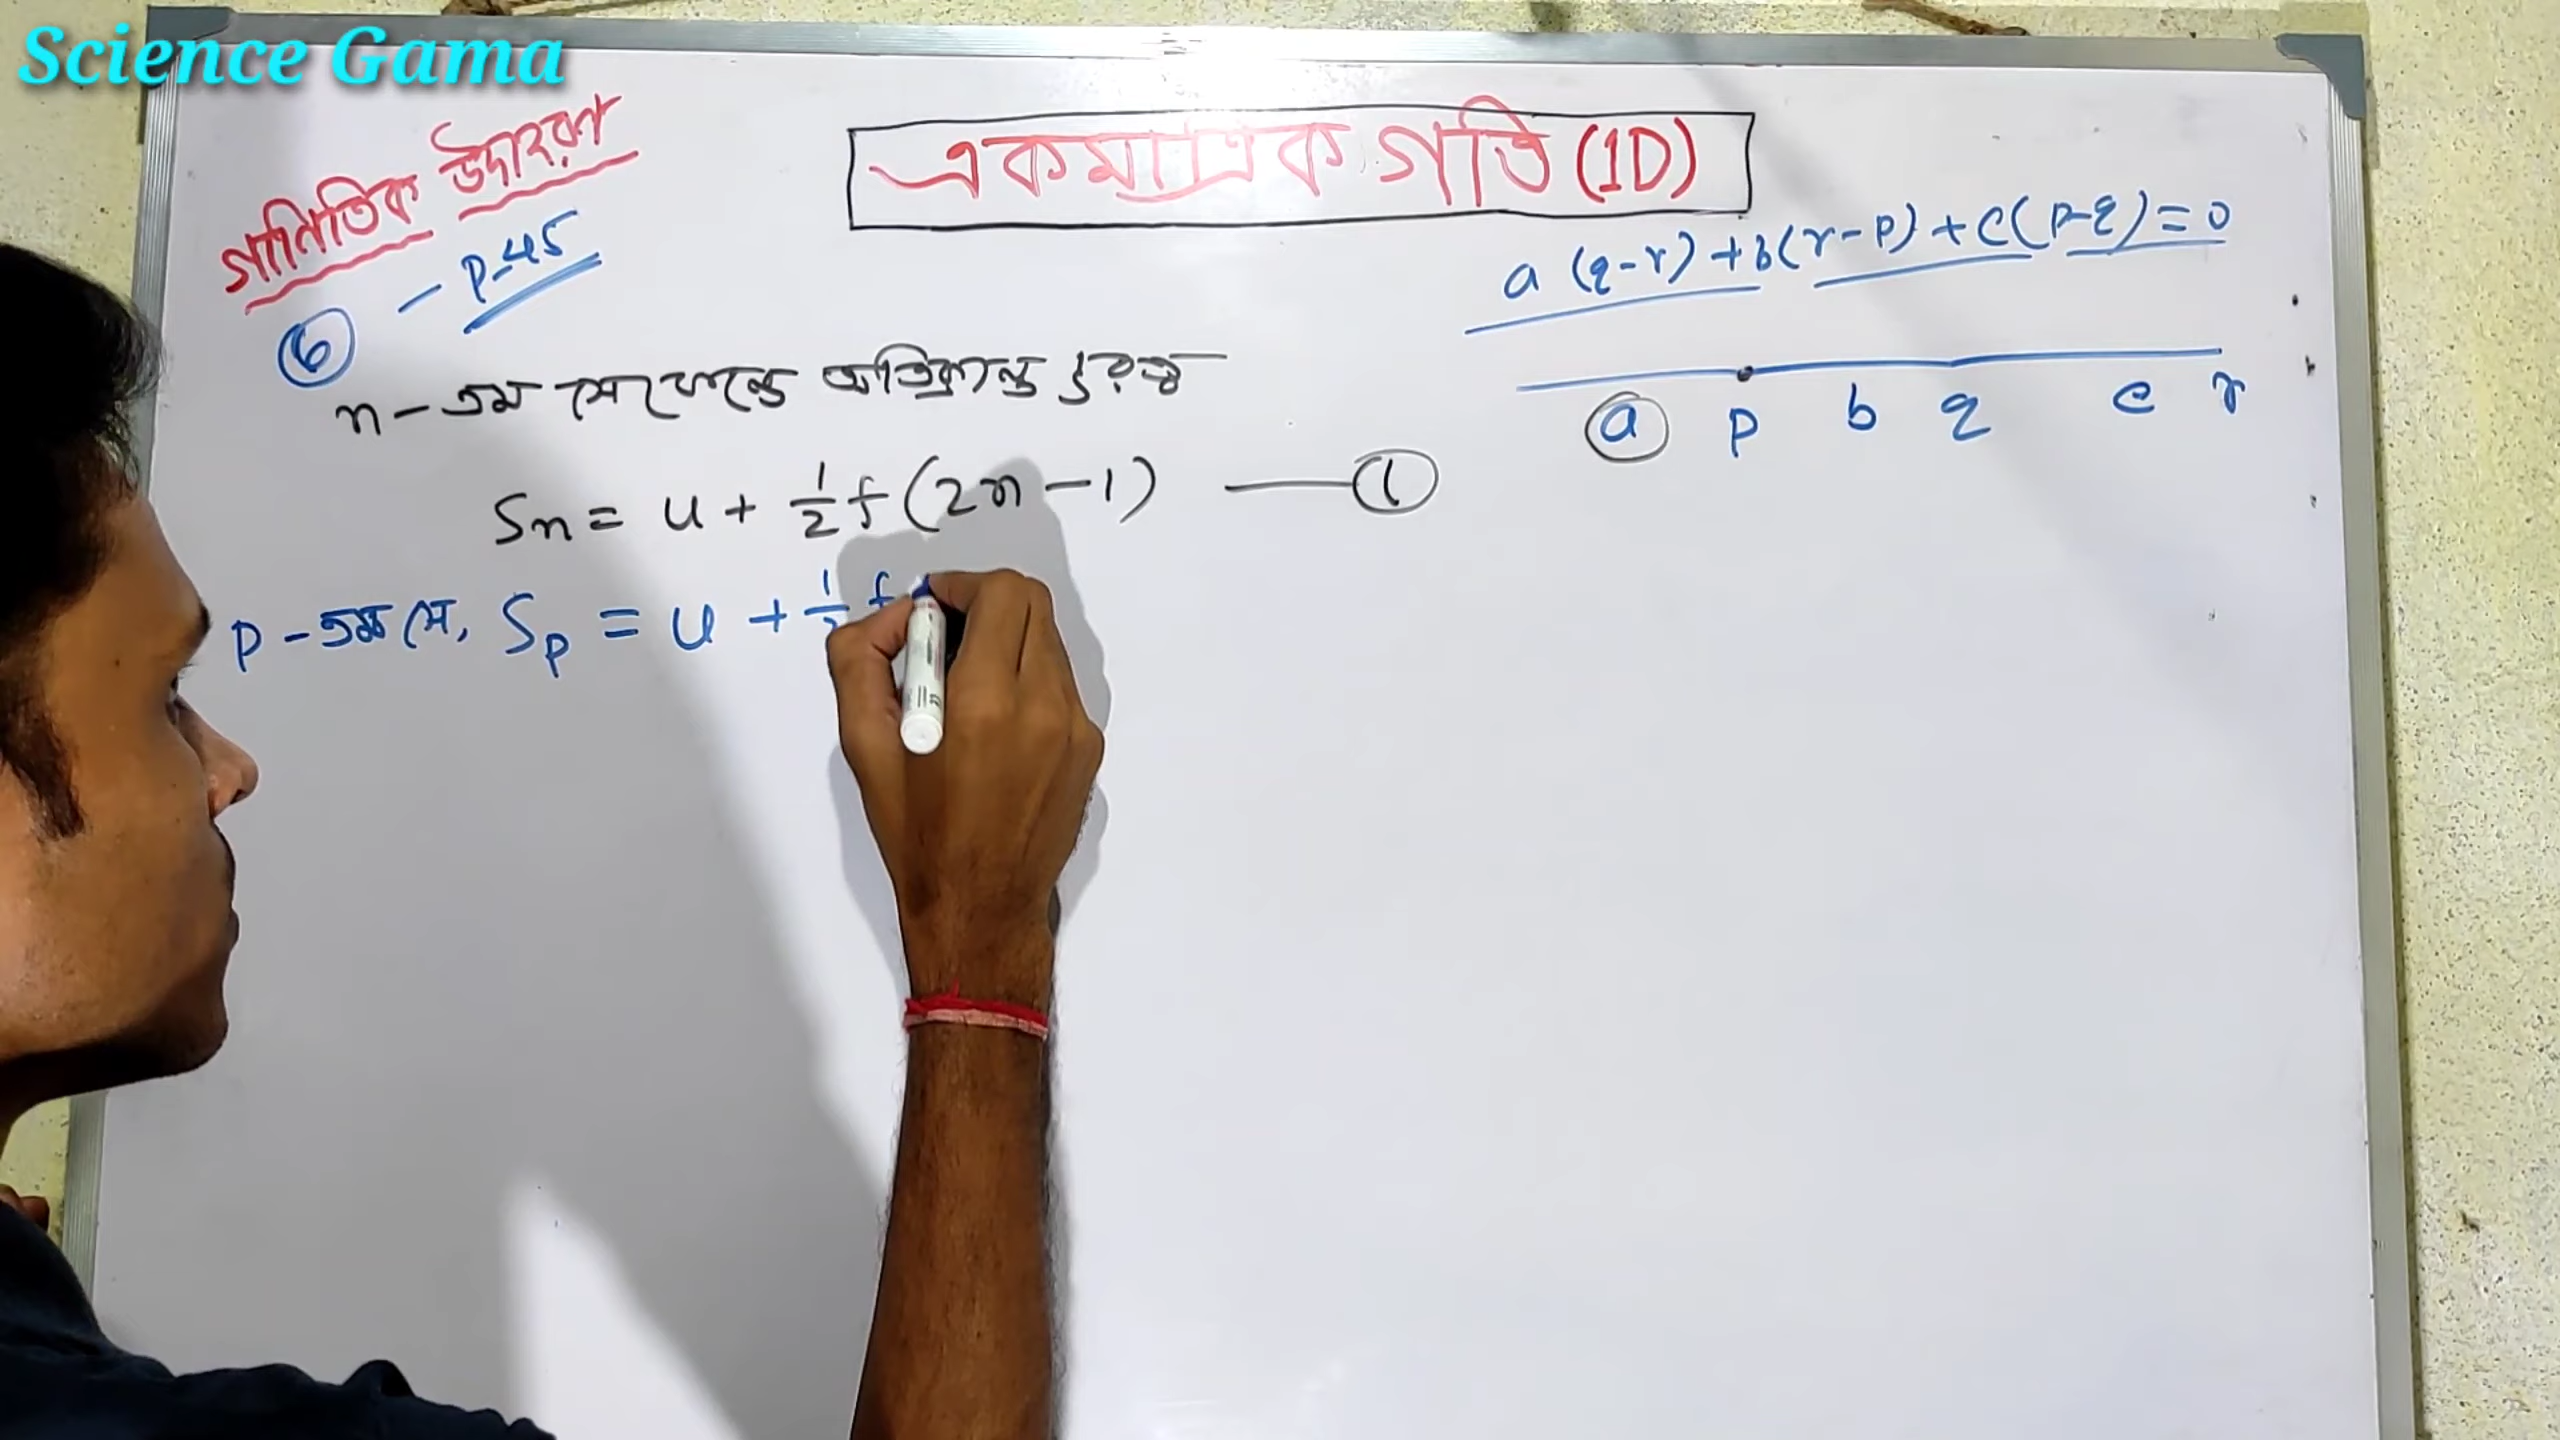 Science Gama
গাণিতিক উদাহরণ
একমাত্রিক গতি (1D)
6 - P-45
a (q-r) + b(r-p) + c(p-q) = 0
a p b q c r
n-তম সেকেন্ডে অতিক্রান্ত দূরত্ব
Sn = u + 1/2 f (2n - 1) — 1
p-তম সে, Sp = u + 1/2 f